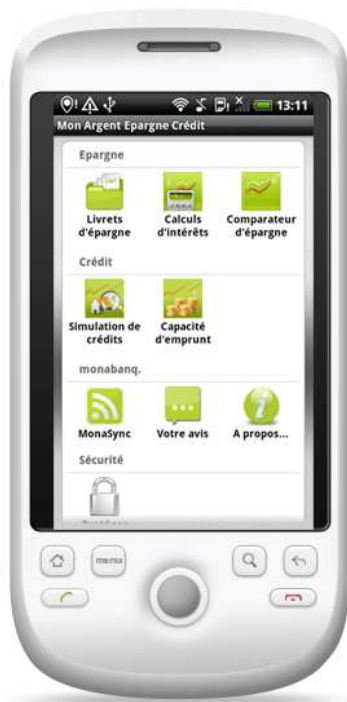 13:11
Mon Argent Epargne Crédit
Epargne
Livrets
d'épargne
Calculs
d'intérêts
Comparateur
d'épargne
Crédit
Simulation de
crédits
Capacité
d'emprunt
monabanq.
MonaSync
Votre avis
A propos...
Sécurité
menu